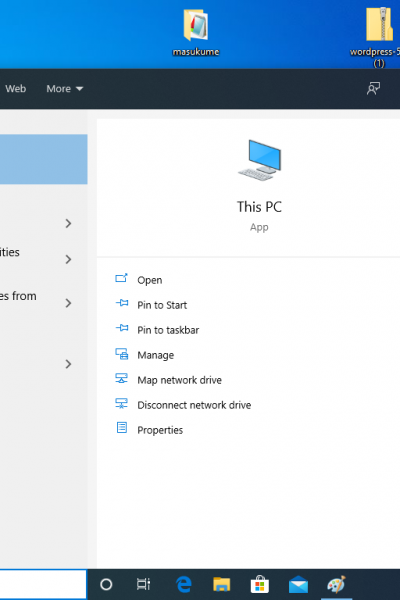 masukume
wordpress-5
(1)
Web
More
This PC
App
ities
es from
Open
Pin to Start
Pin to taskbar
Manage
Map network drive
Disconnect network drive
Properties